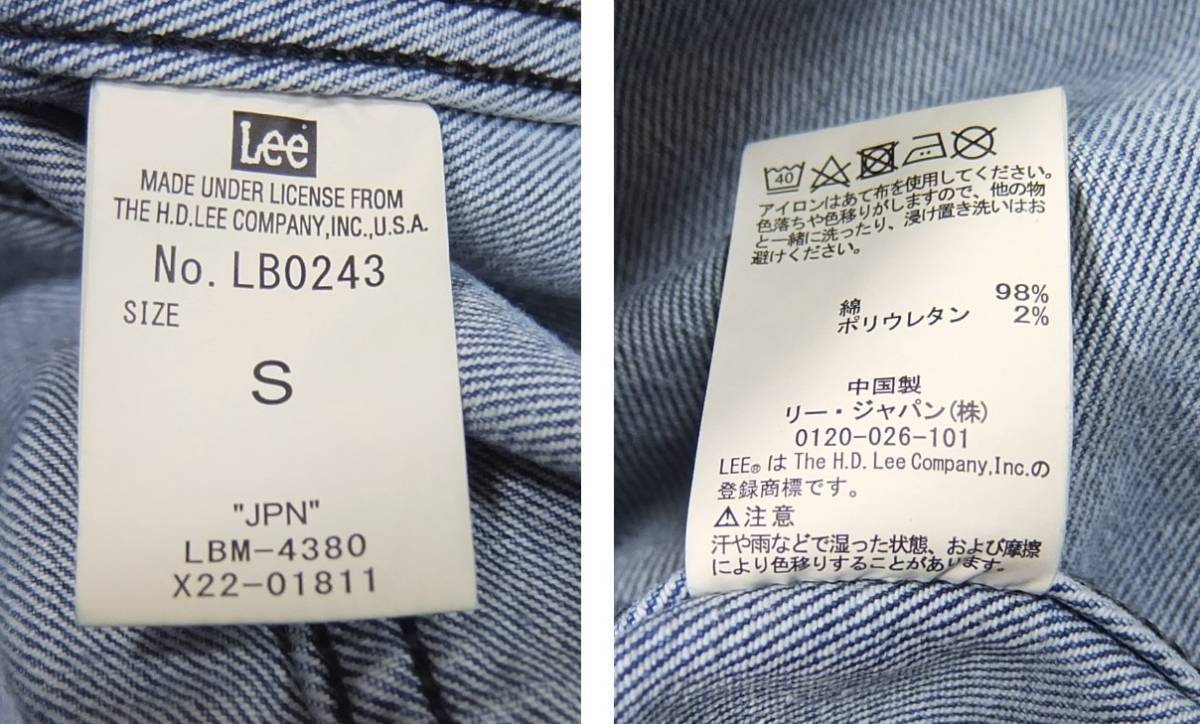 Lee
MADE UNDER LICENSE FROM
THE H.D.LEE COMPANY,INC.,U.S.A.
No. LB0243
SIZE
S
"JPN"
LBM-4380
X22-01811
40
アイロンはあて布を使用してください。
色落ちや色移りがしますので、他の物
と一緒に洗ったり、浸け置き洗いはお
避けください。
綿 98%
ポリウレタン 2%
中国製
リー・ジャパン(株)
0120-026-101
LEE® は The H.D. Lee Company,Inc.の
登録商標です。
⚠注意
汗や雨などで湿った状態、および摩擦
により色移りすることがあります。